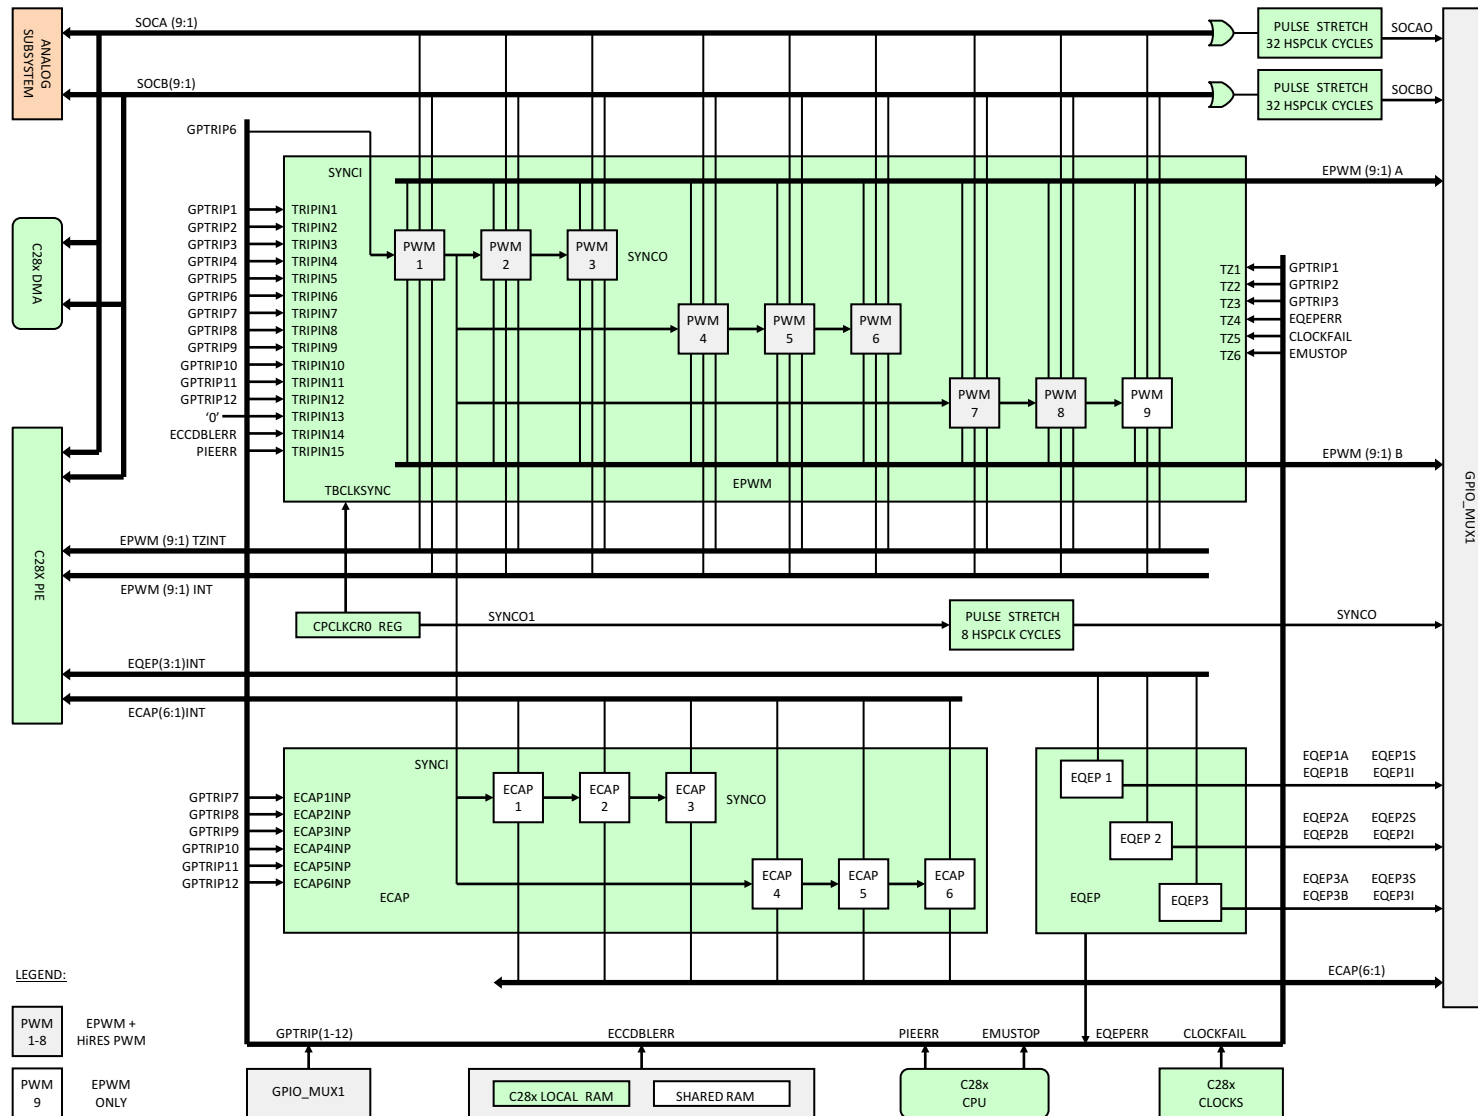 SOCA (9:1)
ANALOG
SUBSYSTEM
SOCB(9:1)
PULSE STRETCH
32 HSPCLK CYCLES
SOCAO
PULSE STRETCH
32 HSPCLK CYCLES
SOCBO
GPTRIP6
SYNCI
EPWM (9:1) A
GPTRIP1
GPTRIP2
GPTRIP3
GPTRIP4
GPTRIP5
GPTRIP6
GPTRIP7
GPTRIP8
GPTRIP9
GPTRIP10
GPTRIP11
GPTRIP12
‘0’
ECCDBLERR
PIEERR
TRIPIN1
TRIPIN2
TRIPIN3
TRIPIN4
TRIPIN5
TRIPIN6
TRIPIN7
TRIPIN8
TRIPIN9
TRIPIN10
TRIPIN11
TRIPIN12
TRIPIN13
TRIPIN14
TRIPIN15
C28x DMA
PWM
1
PWM
2
PWM
3
SYNCO
PWM
4
PWM
5
PWM
6
PWM
7
PWM
8
PWM
9
TZ1
TZ2
TZ3
TZ4
TZ5
TZ6
GPTRIP1
GPTRIP2
GPTRIP3
EQEPERR
CLOCKFAIL
EMUSTOP
EPWM (9:1) B
EPWM
TBCLKSYNC
GPIO_MUX1
C28X PIE
EPWM (9:1) TZINT
EPWM (9:1) INT
CPCLKCR0 REG
SYNCO1
PULSE STRETCH
8 HSPCLK CYCLES
SYNCO
EQEP(3:1)INT
ECAP(6:1)INT
SYNCI
GPTRIP7
GPTRIP8
GPTRIP9
GPTRIP10
GPTRIP11
GPTRIP12
ECAP1INP
ECAP2INP
ECAP3INP
ECAP4INP
ECAP5INP
ECAP6INP
ECAP
1
ECAP
2
ECAP
3
SYNCO
ECAP
4
ECAP
5
ECAP
6
ECAP
EQEP 1
EQEP 2
EQEP3
EQEP
EQEP1A EQEP1S
EQEP1B EQEP1I
EQEP2A EQEP2S
EQEP2B EQEP2I
EQEP3A EQEP3S
EQEP3B EQEP3I
ECAP(6:1)
LEGEND:
PWM
1-8
EPWM +
HiRES PWM
PWM
9
EPWM
ONLY
GPTRIP(1-12)
ECCDBLERR
PIEERR
EMUSTOP
EQEPERR
CLOCKFAIL
GPIO_MUX1
C28x LOCAL RAM
SHARED RAM
C28x
CPU
C28x
CLOCKS